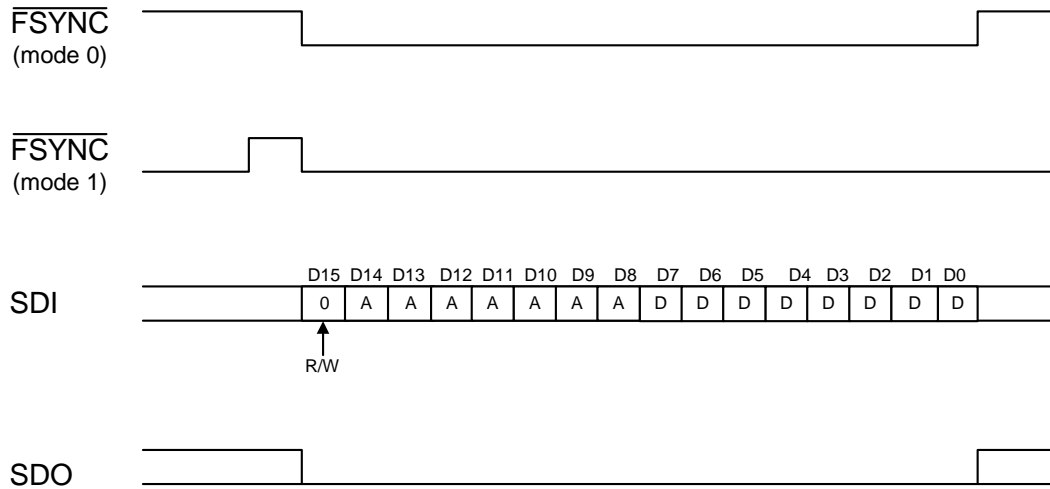 FSYNC
(mode 0)
FSYNC
(mode 1)
D15 D14 D13 D12 D11 D10 D9 D8 D7 D6 D5 D4 D3 D2 D1 D0
SDI
0 A A A A A A A D D D D D D D D
R/W
SDO